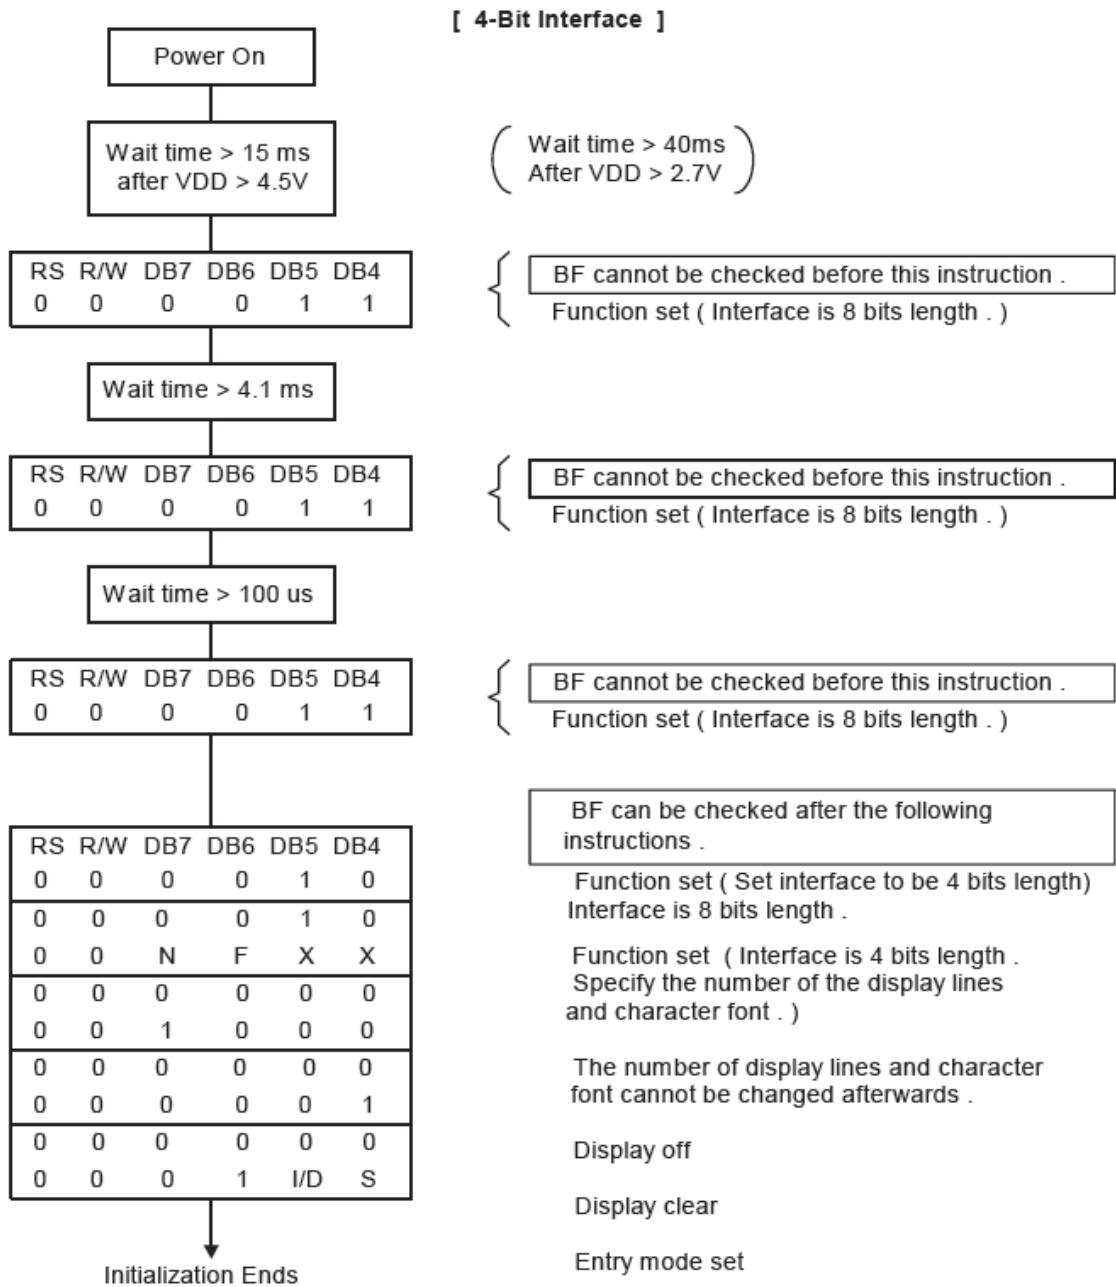 [ 4-Bit Interface ]
Power On
Wait time > 15 ms
after VDD > 4.5V
Wait time > 40ms
After VDD > 2.7V
RS R/W DB7 DB6 DB5 DB4
0 0 0 0 1 1
BF cannot be checked before this instruction .
Function set ( Interface is 8 bits length . )
Wait time > 4.1 ms
RS R/W DB7 DB6 DB5 DB4
0 0 0 0 1 1
BF cannot be checked before this instruction .
Function set ( Interface is 8 bits length . )
Wait time > 100 us
RS R/W DB7 DB6 DB5 DB4
0 0 0 0 1 1
BF cannot be checked before this instruction .
Function set ( Interface is 8 bits length . )
RS R/W DB7 DB6 DB5 DB4
0 0 0 0 1 0
0 0 0 0 1 0
0 0 N F X X
0 0 0 0 0 0
0 0 1 0 0 0
0 0 0 0 0 0
0 0 0 0 0 1
0 0 0 0 0 0
0 0 0 1 I/D S
BF can be checked after the following
instructions .
Function set ( Set interface to be 4 bits length)
Interface is 8 bits length .
Function set ( Interface is 4 bits length .
Specify the number of the display lines
and character font . )
The number of display lines and character
font cannot be changed afterwards .
Display off
Display clear
Entry mode set
Initialization Ends